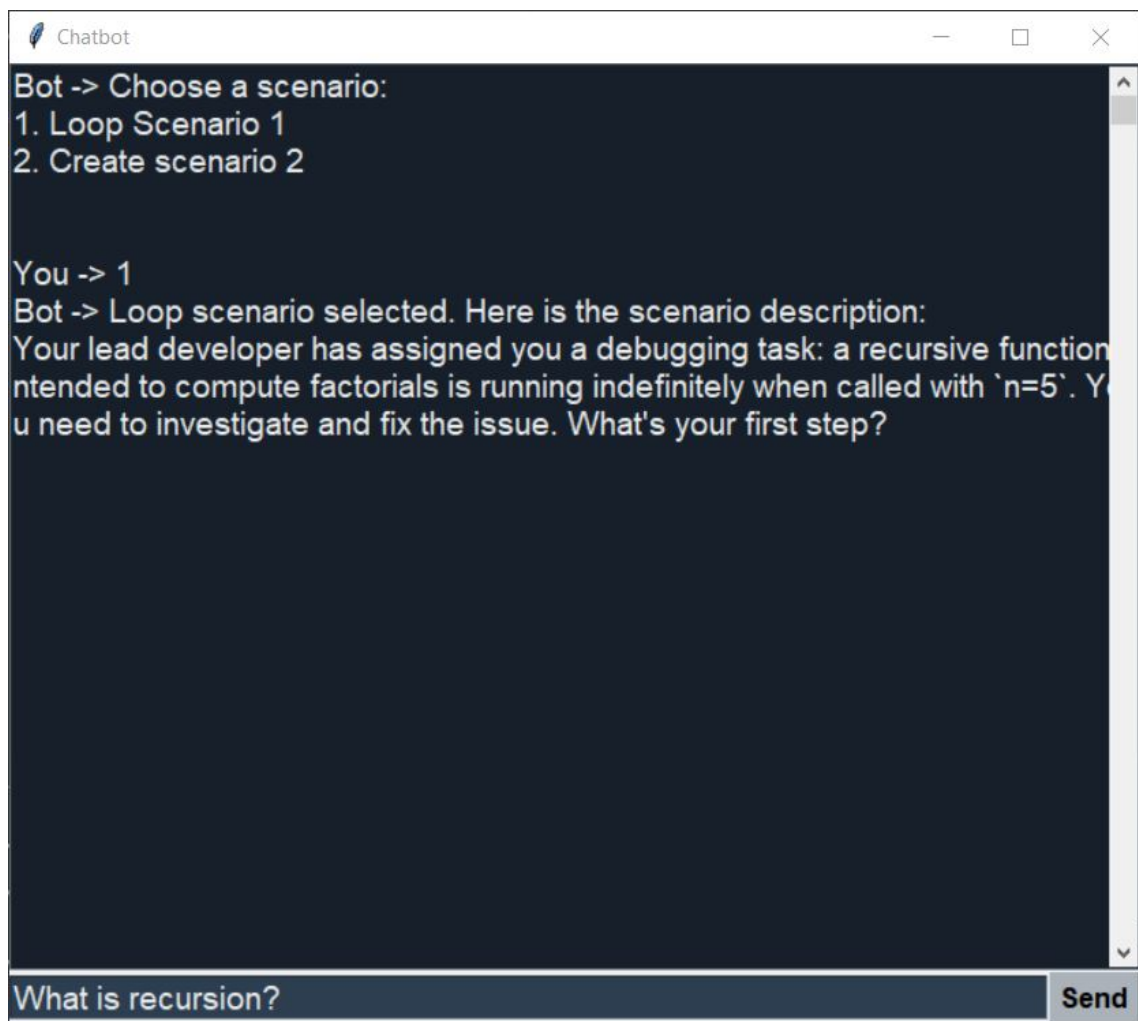 Chatbot
Bot -> Choose a scenario:
1. Loop Scenario 1
2. Create scenario 2
You -> 1
Bot -> Loop scenario selected. Here is the scenario description:
Your lead developer has assigned you a debugging task: a recursive function
ntended to compute factorials is running indefinitely when called with `n=5`. Y
u need to investigate and fix the issue. What's your first step?
What is recursion?
Send